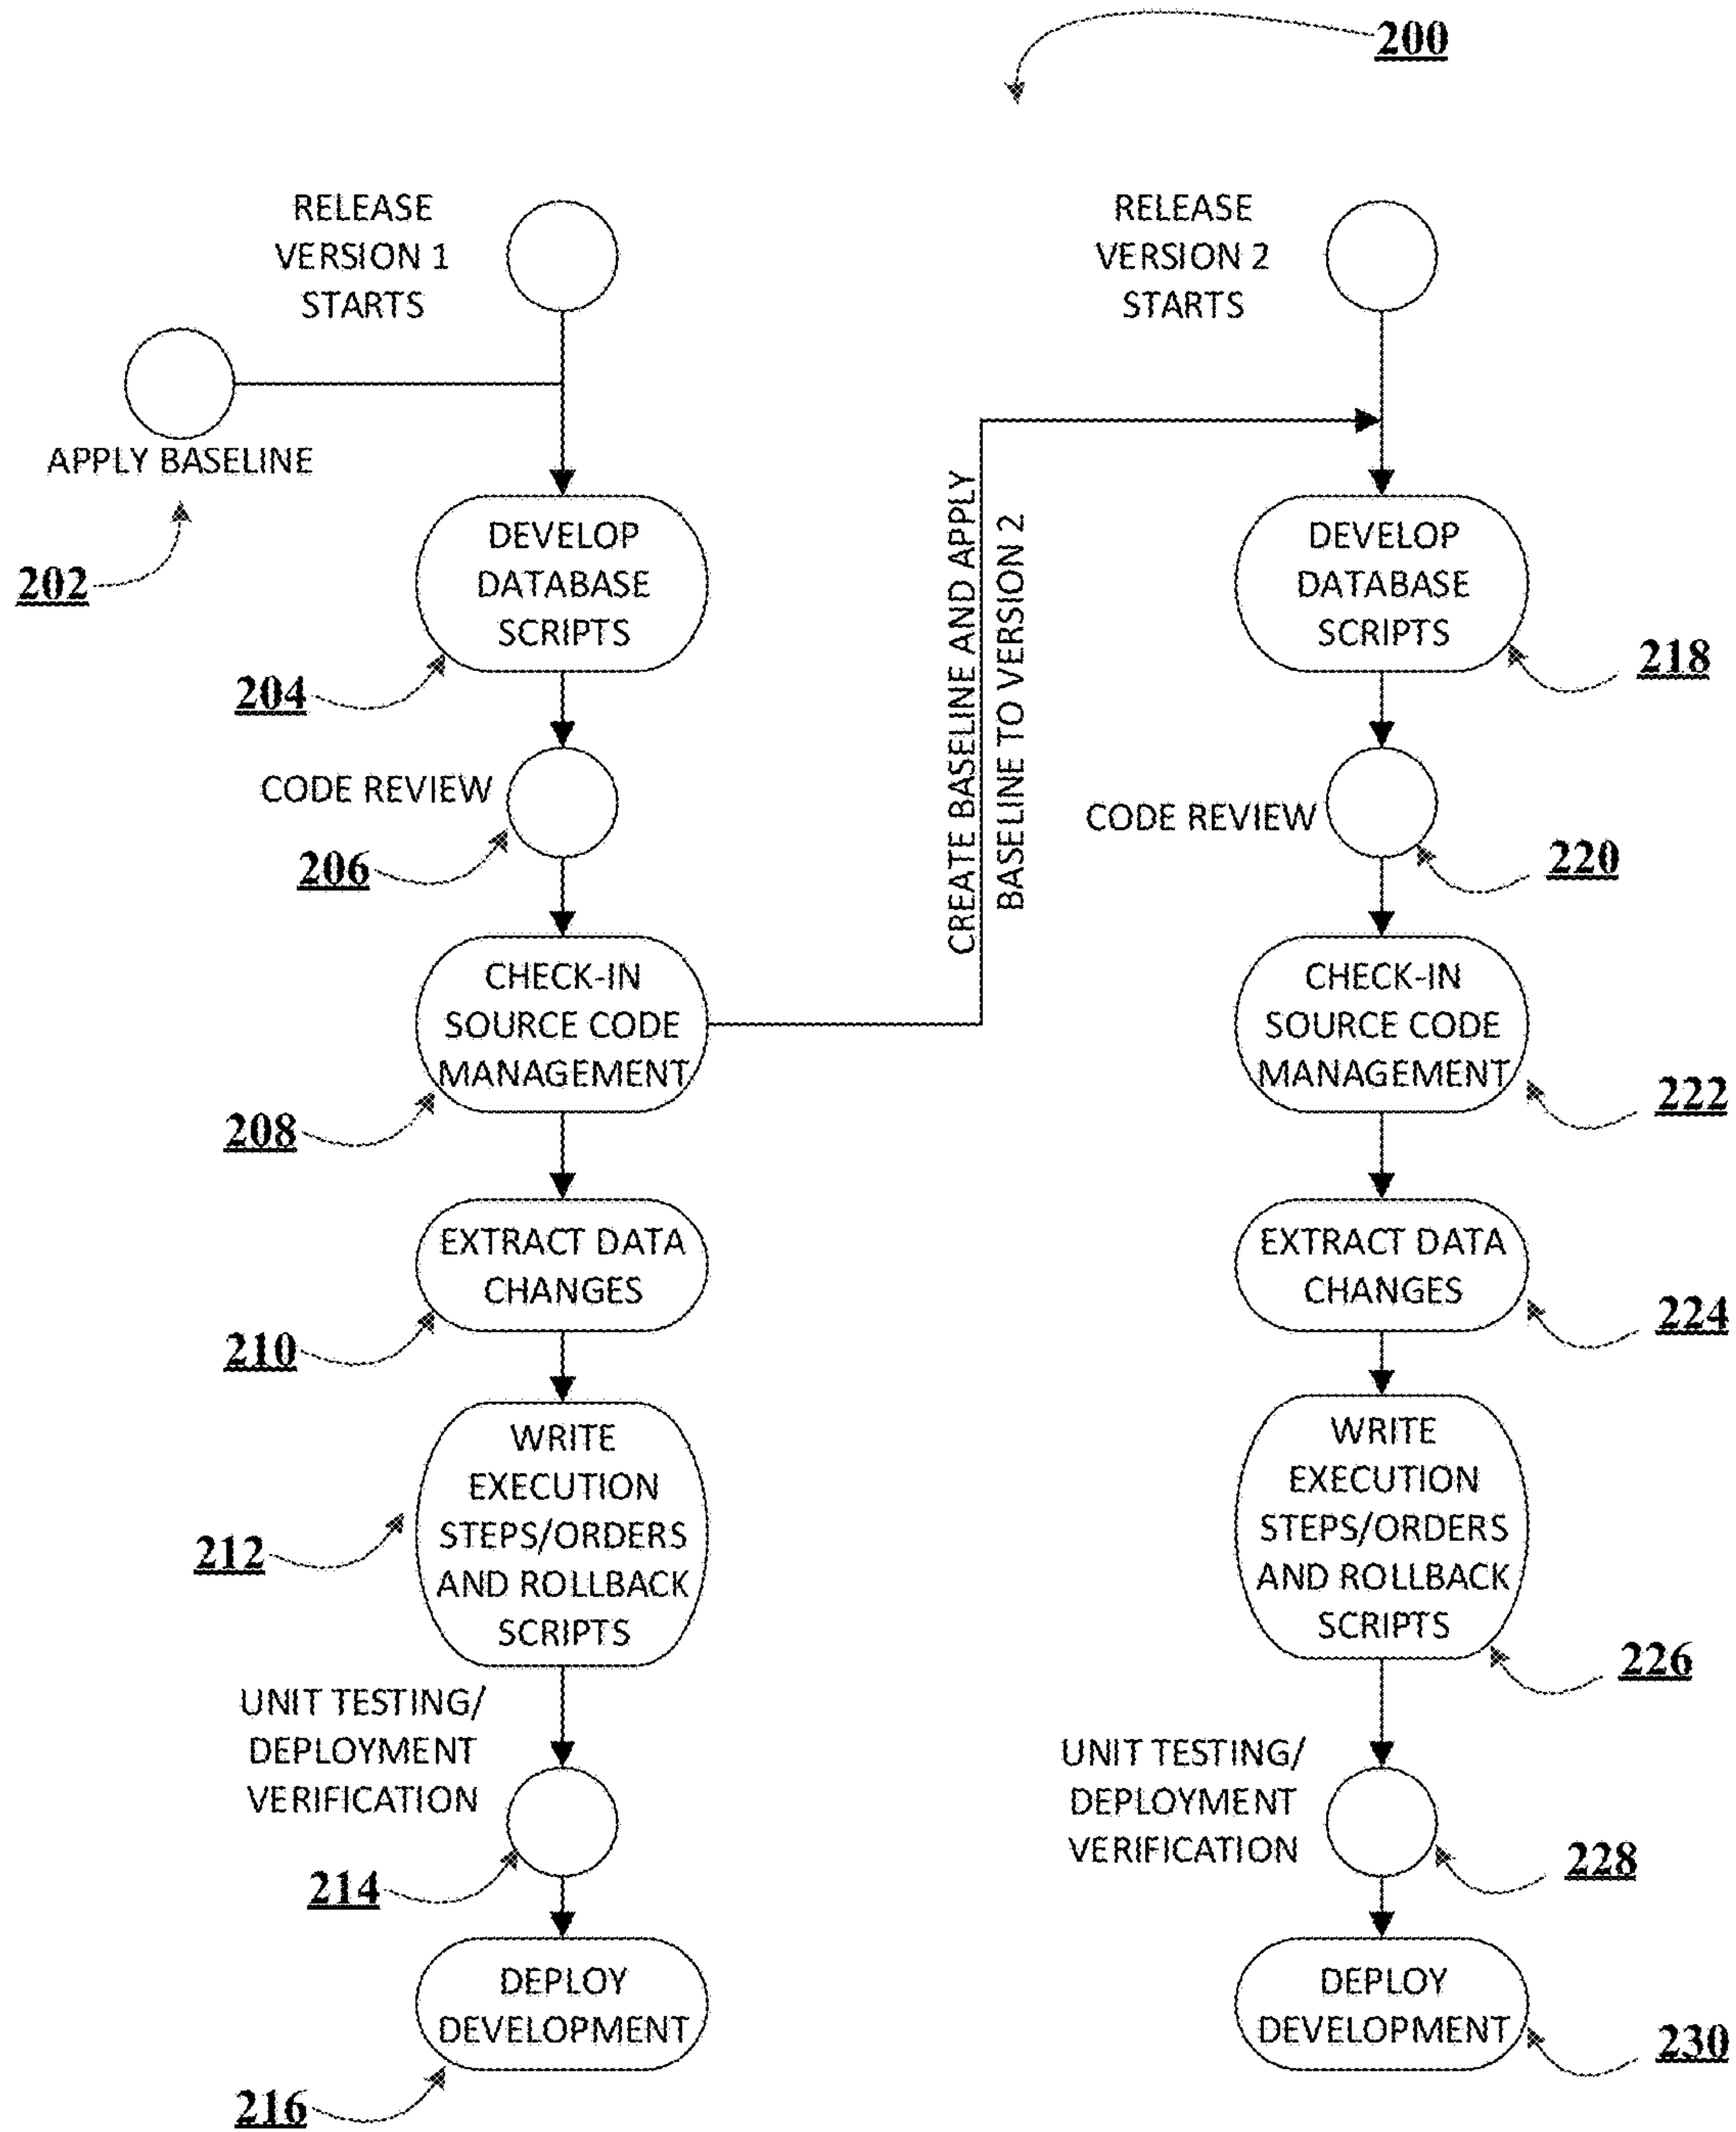 200
RELEASE
VERSION 1
STARTS
APPLY BASELINE
202
DEVELOP
DATABASE
SCRIPTS
204
CODE REVIEW
206
CHECK-IN
SOURCE CODE
MANAGEMENT
208
EXTRACT DATA
CHANGES
210
WRITE
EXECUTION
STEPS/ORDERS
AND ROLLBACK
SCRIPTS
212
UNIT TESTING/
DEPLOYMENT
VERIFICATION
214
DEPLOY
DEVELOPMENT
216
CREATE BASELINE AND APPLY
BASELINE TO VERSION 2
RELEASE
VERSION 2
STARTS
DEVELOP
DATABASE
SCRIPTS
218
CODE REVIEW
220
CHECK-IN
SOURCE CODE
MANAGEMENT
222
EXTRACT DATA
CHANGES
224
WRITE
EXECUTION
STEPS/ORDERS
AND ROLLBACK
SCRIPTS
226
UNIT TESTING/
DEPLOYMENT
VERIFICATION
228
DEPLOY
DEVELOPMENT
230